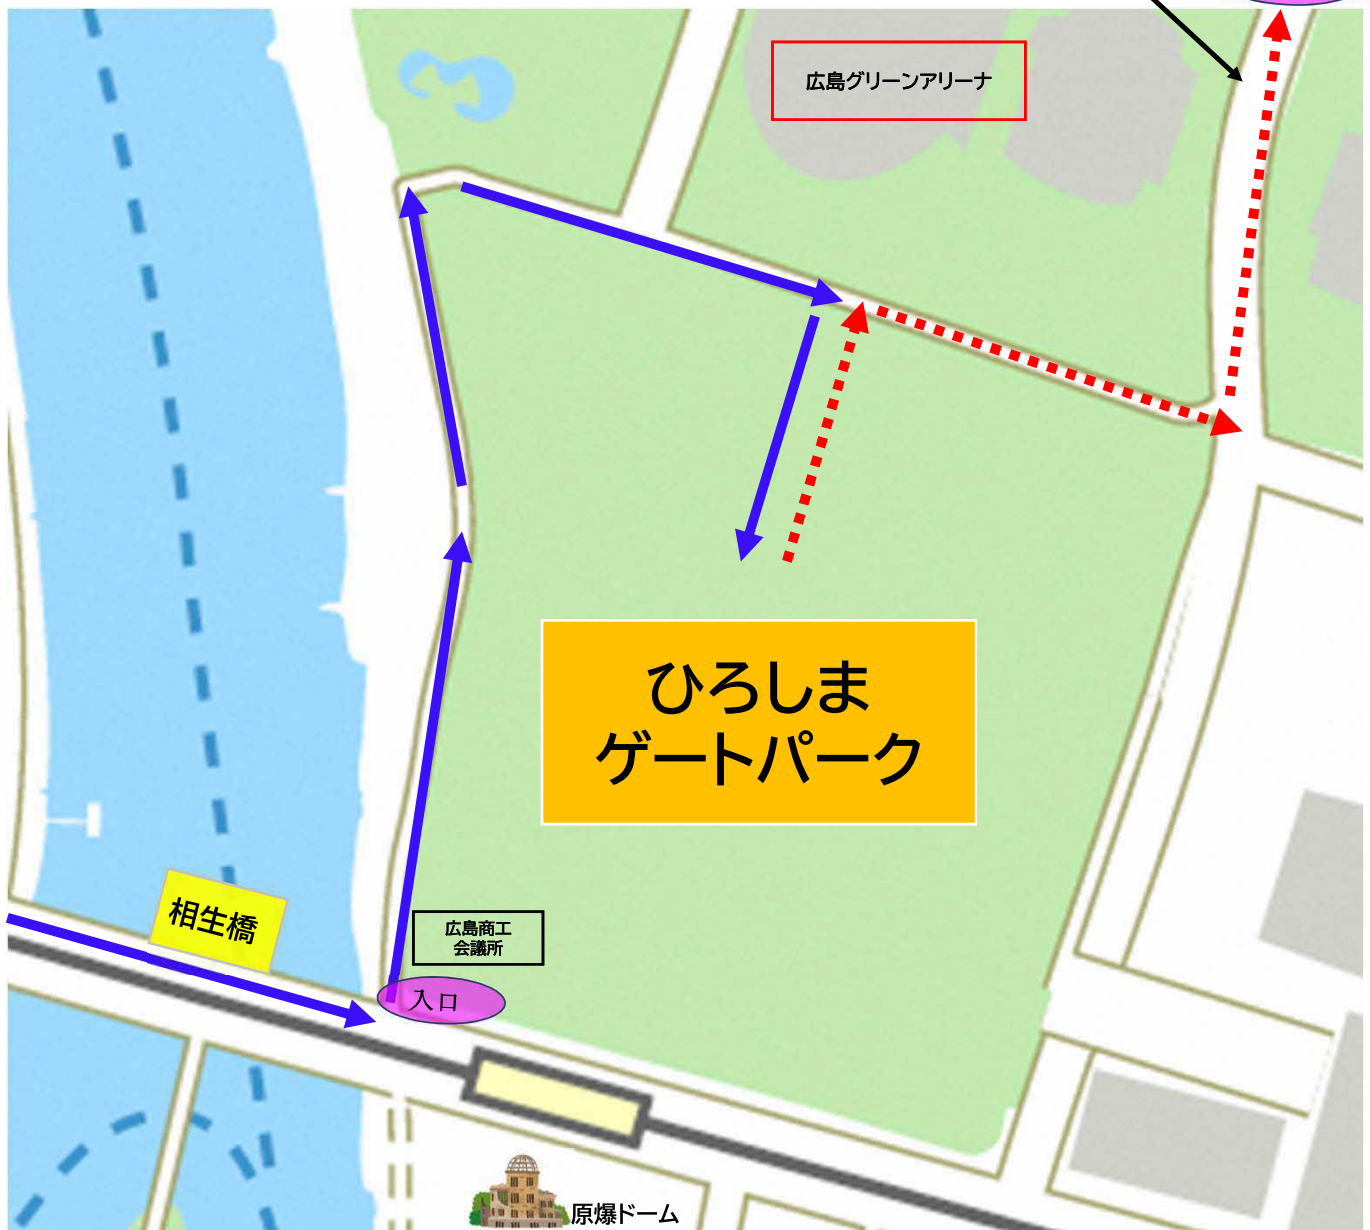 広島グリーンアリーナ
ひろしま
ゲートパーク
相生橋
広島商工
会議所
入口
原爆ドーム